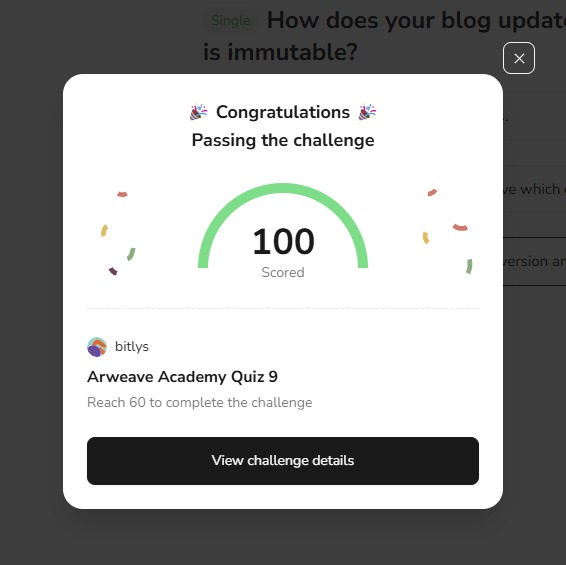 Single How does your blog update
is immutable?
Congratulations
Passing the challenge
100
Scored
ve which
version an
bitlys
Arweave Academy Quiz 9
Reach 60 to complete the challenge
View challenge details